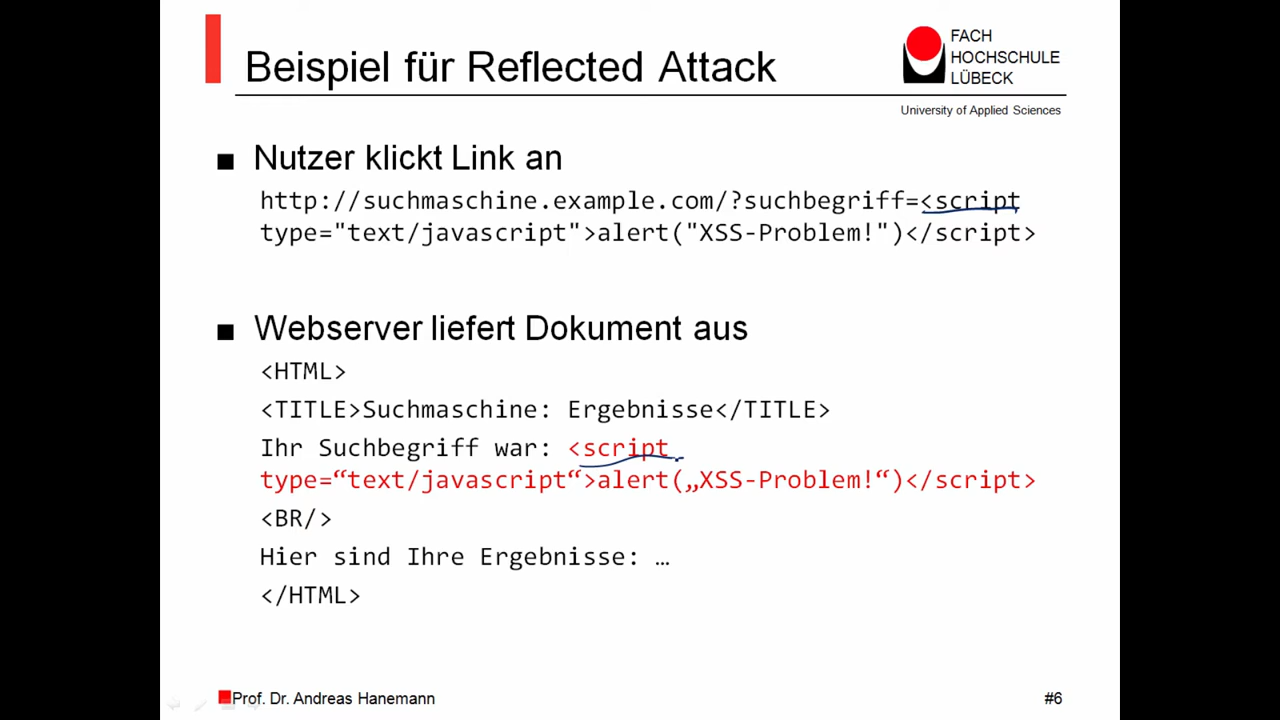 Beispiel für Reflected Attack
FACH
HOCHSCHULE
LÜBECK
University of Applied Sciences
■ Nutzer klickt Link an
http://suchmaschine.example.com/?suchbegriff=<script
type="text/javascript">alert("XSS-Problem!")</script>
■ Webserver liefert Dokument aus
<HTML>
<TITLE>Suchmaschine: Ergebnisse</TITLE>
Ihr Suchbegriff war: <script
type=“text/javascript“>alert(„XSS-Problem!“)</script>
<BR/>
Hier sind Ihre Ergebnisse: …
</HTML>
Prof. Dr. Andreas Hanemann
#6